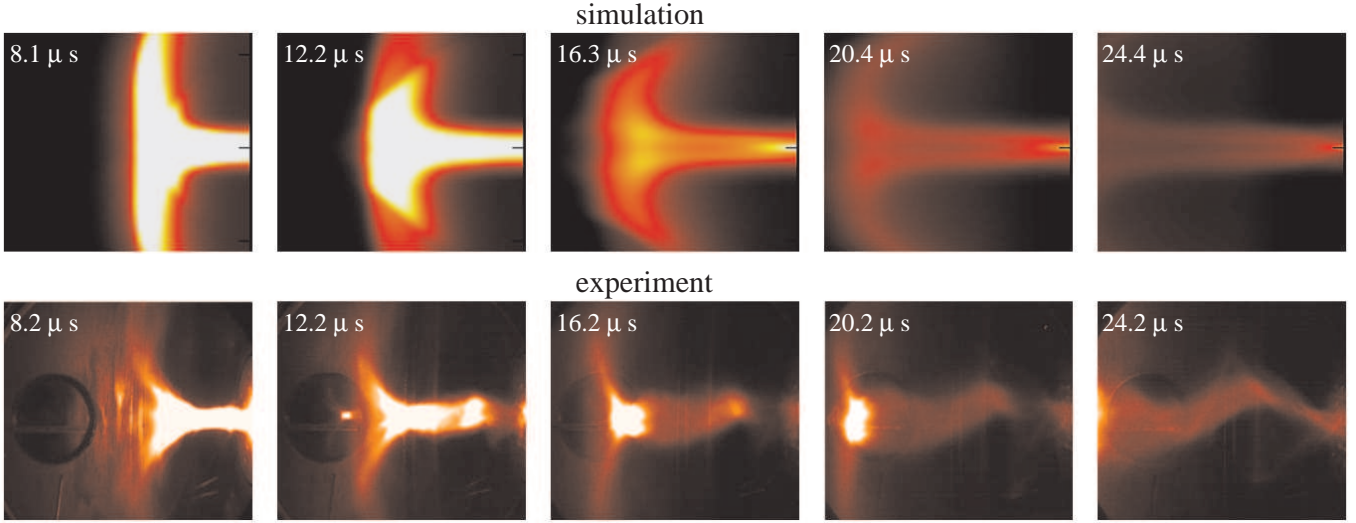 simulation
8.1 μ s
12.2 μ s
16.3 μ s
20.4 μ s
24.4 μ s
experiment
8.2 μ s
12.2 μ s
16.2 μ s
20.2 μ s
24.2 μ s